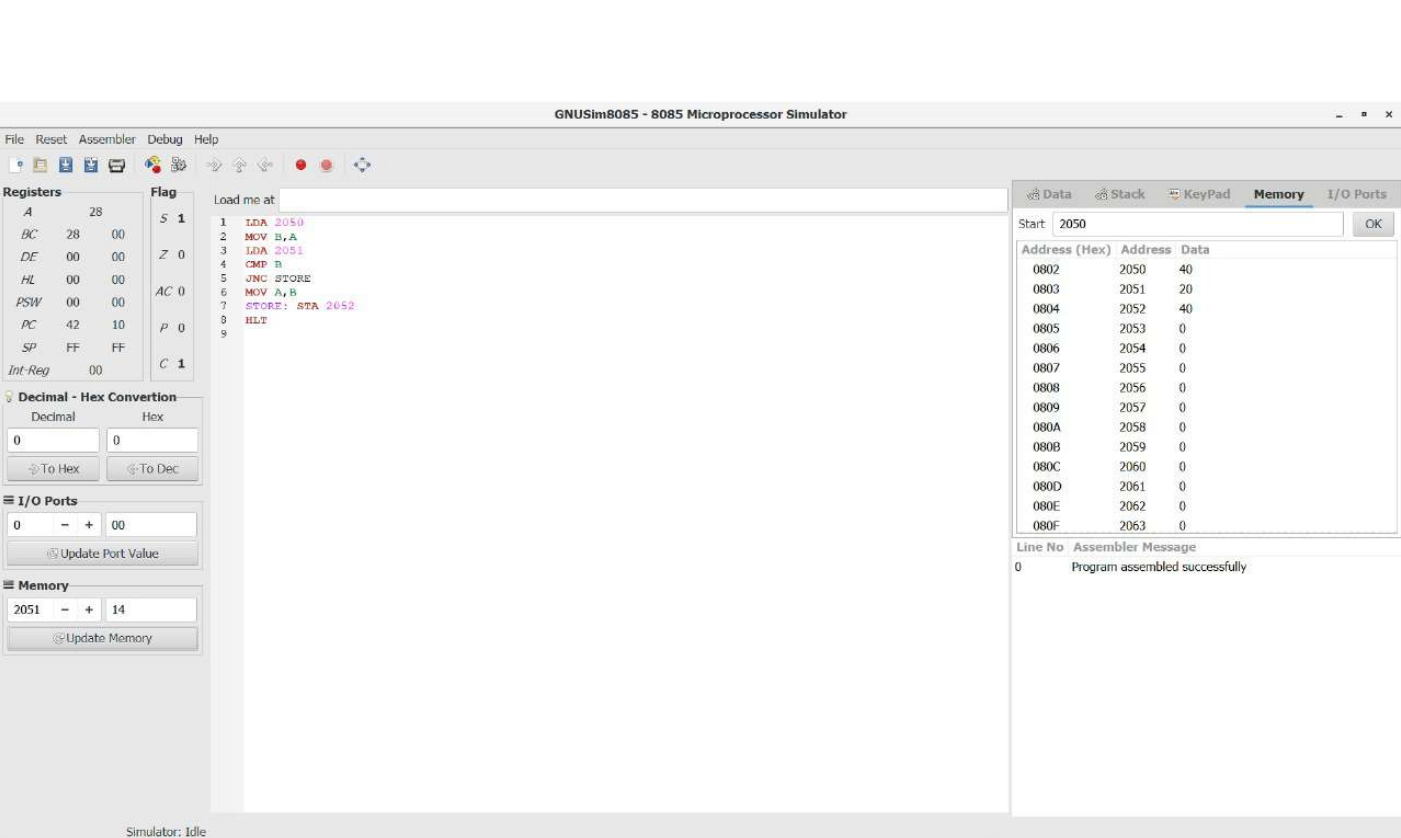 GNUSim8085 - 8085 Microprocessor Simulator
File Reset Assembler Debug Help
Registers
A 28
BC 28 00
DE 00 00
HL 00 00
PSW 00 00
PC 42 10
SP FF FF
Int-Reg 00
Flag
S 1
Z 0
AC 0
P 0
C 1
Decimal - Hex Convertion
Decimal Hex
0 0
To Hex To Dec
I/O Ports
0 - + 00
Update Port Value
Memory
2051 - + 14
Update Memory
Load me at
1 LDA 2050
2 MOV B,A
3 LDA 2051
4 CMP B
5 JNC STORE
6 MOV A,B
7 STORE: STA 2052
8 HLT
9
Data Stack KeyPad Memory I/O Ports
Start 2050 OK
Address (Hex) Address Data
0802 2050 40
0803 2051 20
0804 2052 40
0805 2053 0
0806 2054 0
0807 2055 0
0808 2056 0
0809 2057 0
080A 2058 0
080B 2059 0
080C 2060 0
080D 2061 0
080E 2062 0
080F 2063 0
Line No Assembler Message
0 Program assembled successfully
Simulator: Idle